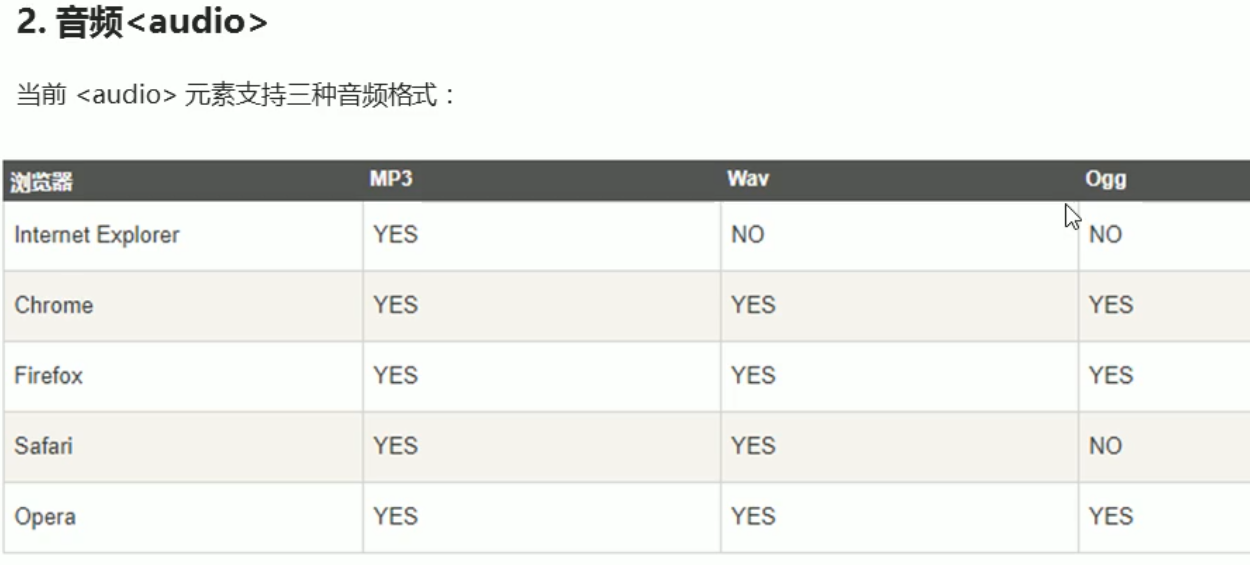 2. 音频<audio>
当前 <audio> 元素支持三种音频格式：
浏览器 MP3 Wav Ogg
Internet Explorer YES NO NO
Chrome YES YES YES
Firefox YES YES YES
Safari YES YES NO
Opera YES YES YES